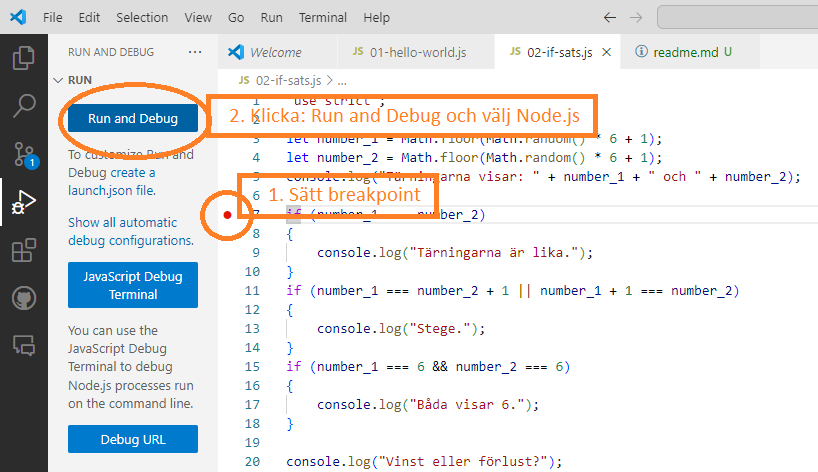 File Edit Selection View Go Run Terminal Help
RUN AND DEBUG ...
Welcome
JS 01-hello-world.js
JS 02-if-sats.js
readme.md U
RUN
JS 02-if-sats.js > ...
Run and Debug
2. Klicka: Run and Debug och välj Node.js
To customize Run and
Debug create a
launch.json file.
Show all automatic
debug configurations.
JavaScript Debug
Terminal
You can use the
JavaScript Debug
Terminal to debug
Node.js processes run
on the command line.
Debug URL
1
1 use strict ;
2
3 let number_1 = Math.floor(Math.random() * 6 + 1);
4 let number_2 = Math.floor(Math.random() * 6 + 1);
5 console.log("Tärningarna visar: " + number_1 + " och " + number_2);
6
1. Sätt breakpoint
7 if (number_1 number_2)
8 {
9 console.log("Tärningarna är lika.");
10 }
11 if (number_1 === number_2 + 1 || number_1 + 1 === number_2)
12 {
13 console.log("Stege.");
14 }
15 if (number_1 === 6 && number_2 === 6)
16 {
17 console.log("Båda visar 6.");
18 }
19
20 console.log("Vinst eller förlust?");